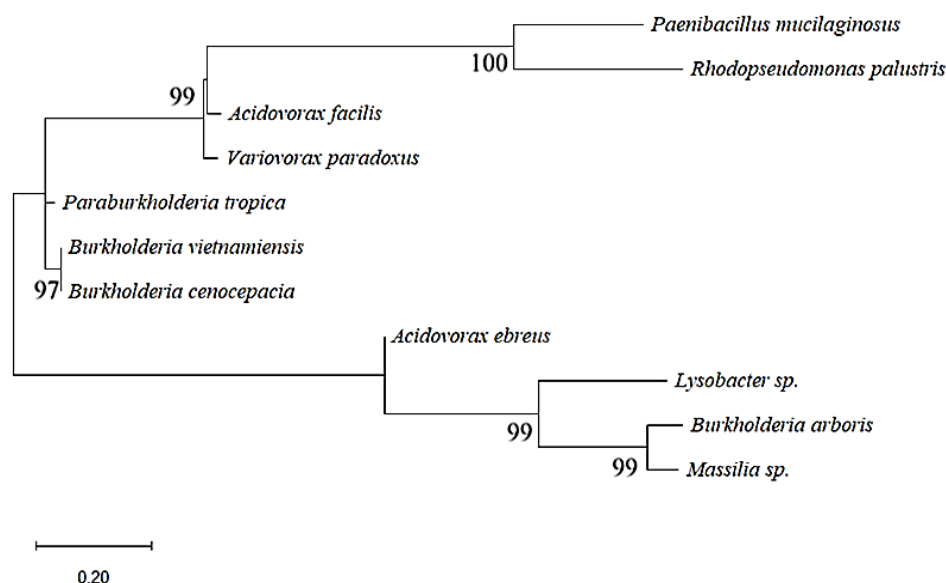 Paenibacillus mucilaginosus
100
Rhodopseudomonas palustris
99
Acidovorax facilis
Variovorax paradoxus
Paraburkholderia tropica
Burkholderia vietnamiensis
97 Burkholderia cenocepacia
Acidovorax ebreus
Lysobacter sp.
99
Burkholderia arboris
99
Massilia sp.
0.20